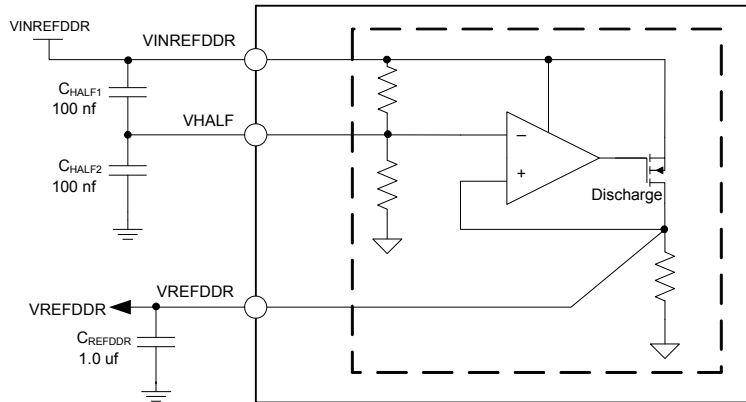 VINREFDDR
VINREFDDR
CHALF1
100 nf
VHALF
CHALF2
100 nf
–
+
Discharge
VREFDDR
VREFDDR
CREFDDR
1.0 uf